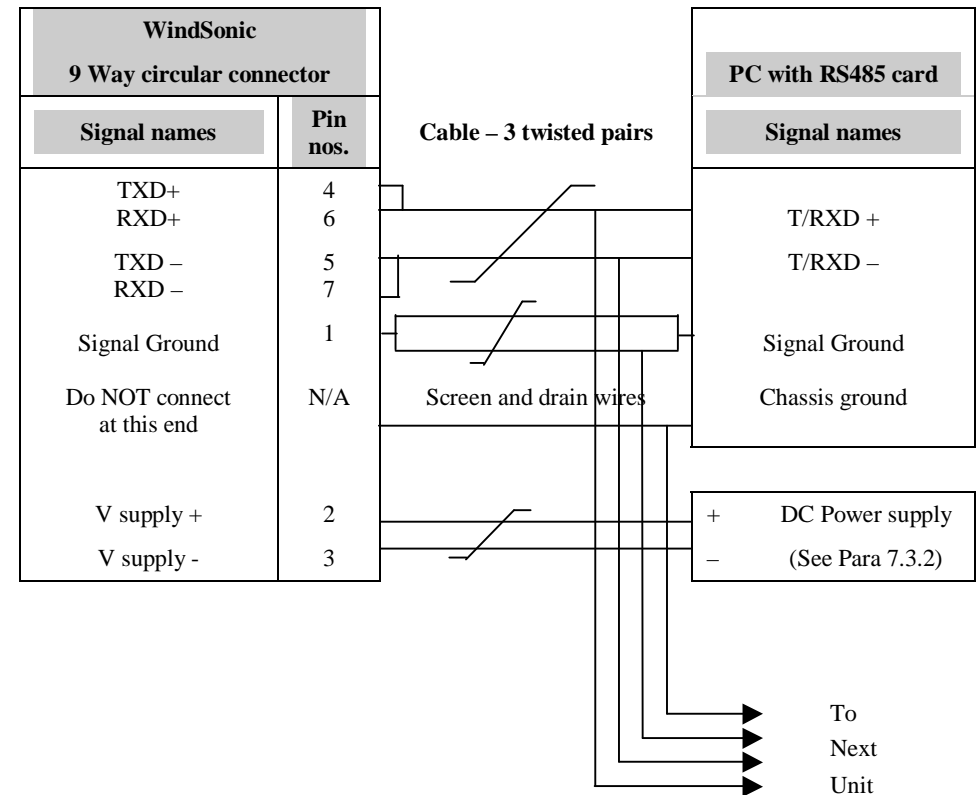 WindSonic
9 Way circular connector
PC with RS485 card
Signal names
Pin
nos.
Cable – 3 twisted pairs
Signal names
TXD+ 4
RXD+ 6 T/RXD +
TXD – 5 T/RXD –
RXD – 7
Signal Ground 1 Signal Ground
Do NOT connect N/A Screen and drain wires Chassis ground
at this end
V supply + 2 + DC Power supply
V supply - 3 – (See Para 7.3.2)
To
Next
Unit